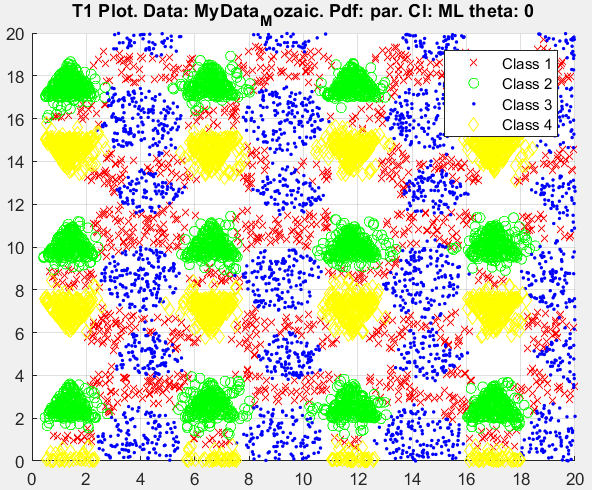 T1 Plot. Data: MyData_Mozaic. Pdf: par. Cl: ML theta: 0
20
18
16
14
12
10
8
6
4
2
0
Class 1
Class 2
Class 3
Class 4
0 2 4 6 8 10 12 14 16 18 20